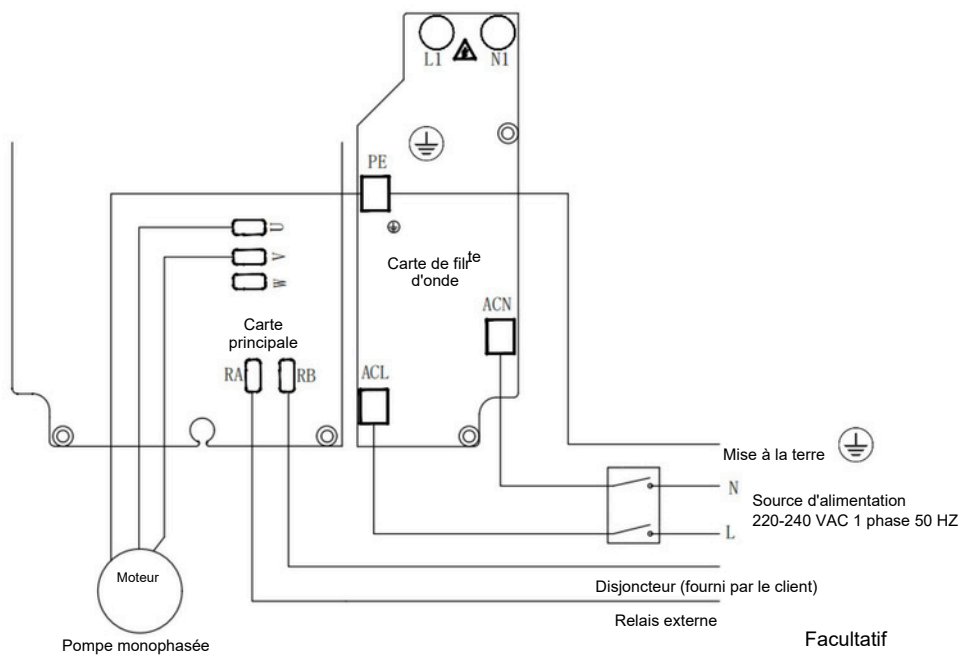 L1
N1
PE
U
V
W
Carte de filrte
d'onde
ACN
Carte
principale
RA
RB
ACL
Mise à la terre
N
Source d'alimentation
220-240 VAC 1 phase 50 HZ
L
Moteur
Disjoncteur (fourni par le client)
Relais externe
Facultatif
Pompe monophasée